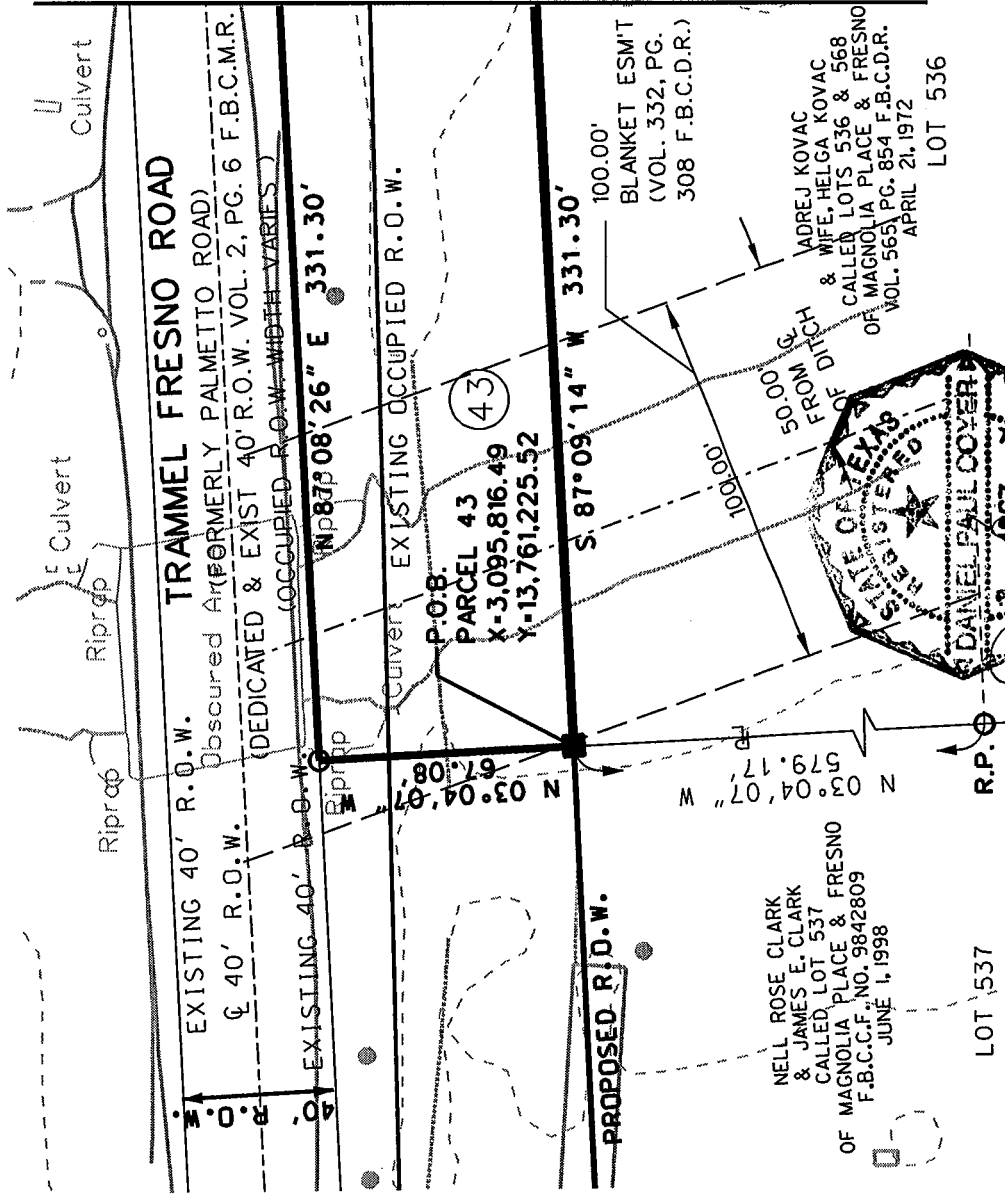 Culvert
Culvert
Riprap
Riprap
EXISTING 40' R.O.W.
TRAMMEL FRESNO ROAD
Obscured Are
(FORMERLY PALMETTO ROAD)
℄ 40' R.O.W.
(DEDICATED & EXIST 40' R.O.W. VOL. 2, PG. 6 F.B.C.M.R.
(OCCUPIED R.O.W. WIDTH VARIES )
40' R.O.W.
EXISTING 40' R.O.W.
N 87°08'26" E 331.30'
Riprap
Riprap
Culvert
EXISTING OCCUPIED R.O.W.
P.O.B.
PARCEL 43
X=3,095,816.49
Y=13,761,225.52
43
N 03°04'07" W
67.08'
S 87°09'14" W 331.30'
PROPOSED R.O.W.
100.00'
BLANKET ESM'T
(VOL. 332, PG.
308 F.B.C.D.R.)
100.00'
50.00' ℄
FROM
OF DITCH
ADREJ KOVAC
& WIFE, HELGA KOVAC
CALLED LOTS 536 & 568
OF MAGNOLIA PLACE & FRESNO
VOL. 565, PG. 854 F.B.C.D.R.
APRIL 21, 1972
LOT 536
N 03°04'07" W
579.17'
R.P.
NELL ROSE CLARK
& JAMES E. CLARK
CALLED LOT 537
OF MAGNOLIA PLACE & FRESNO
F.B.C.C.F. NO. 9842809
JUNE 1, 1998
LOT 537
STATE OF TEXAS
REGISTERED
DANIEL PAUL COYER